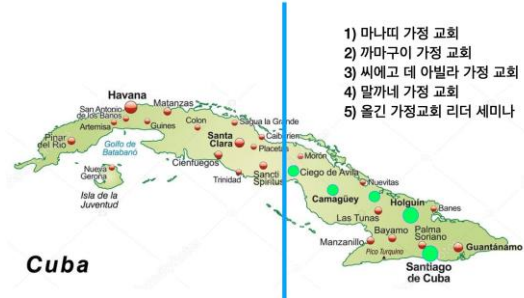 1) 마나띠 가정 교회
2) 까마구이 가정 교회
3) 씨에고 데 아빌라 가정 교회
4) 말까네 가정 교회
5) 올긴 가정교회 리더 세미나
Havana
Matanzas
San Antonio
de los Banos
Artemisa
Guines
Colon
Sagua la Grande
Pinar
del Rio
Golfo de
Batabanó
Santa
Clara
Caibarien
Placetas
Morón
Nueva
Gerona
Cienfuegos
Sancti
Spiritus
Ciego de Avila
Trinidad
Isla de la
Juventud
Nuevitas
Camagüey
Holguin
Banes
Las Tunas
Bayamo
Palma
Soriano
Manzanillo
Pico Turquino
Guantánamo
Santiago
de Cuba
Cuba